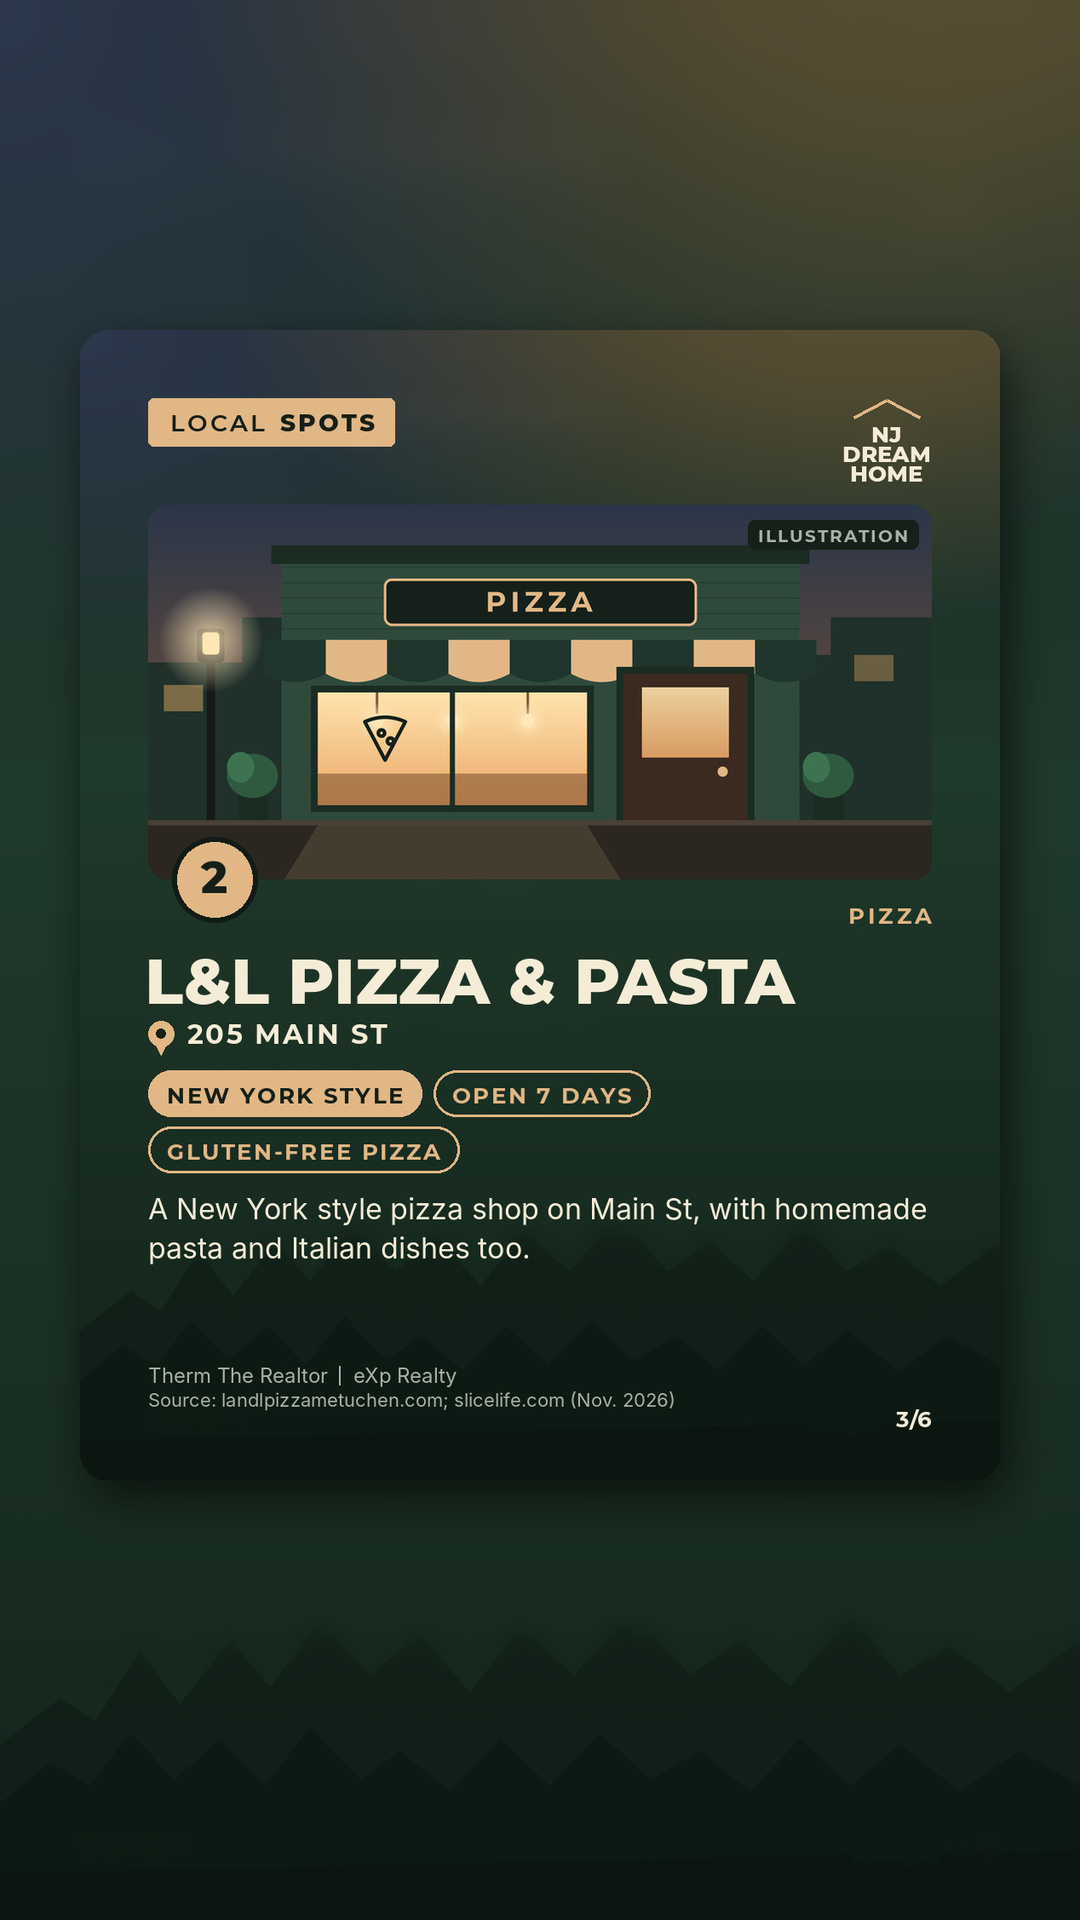 LOCAL SPOTS
NJ
DREAM
HOME
ILLUSTRATION
PIZZA
2
PIZZA
L&L PIZZA & PASTA
205 MAIN ST
NEW YORK STYLE
OPEN 7 DAYS
GLUTEN-FREE PIZZA
A New York style pizza shop on Main St, with homemade
pasta and Italian dishes too.
Therm The Realtor | eXp Realty
Source: landlpizzametuchen.com; slicelife.com (Nov. 2026)
3/6